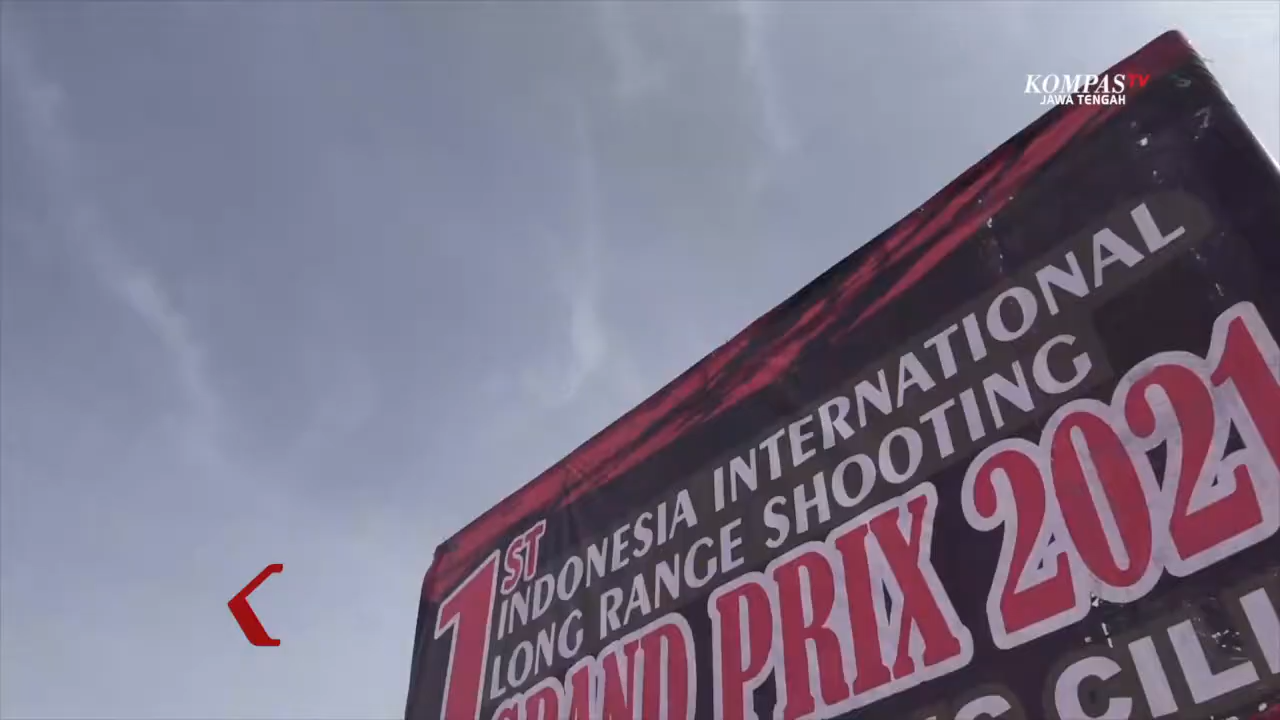 KOMPAS TV
JAWA TENGAH
1ST
INDONESIA INTERNATIONAL
LONG RANGE SHOOTING
GRAND PRIX 2021